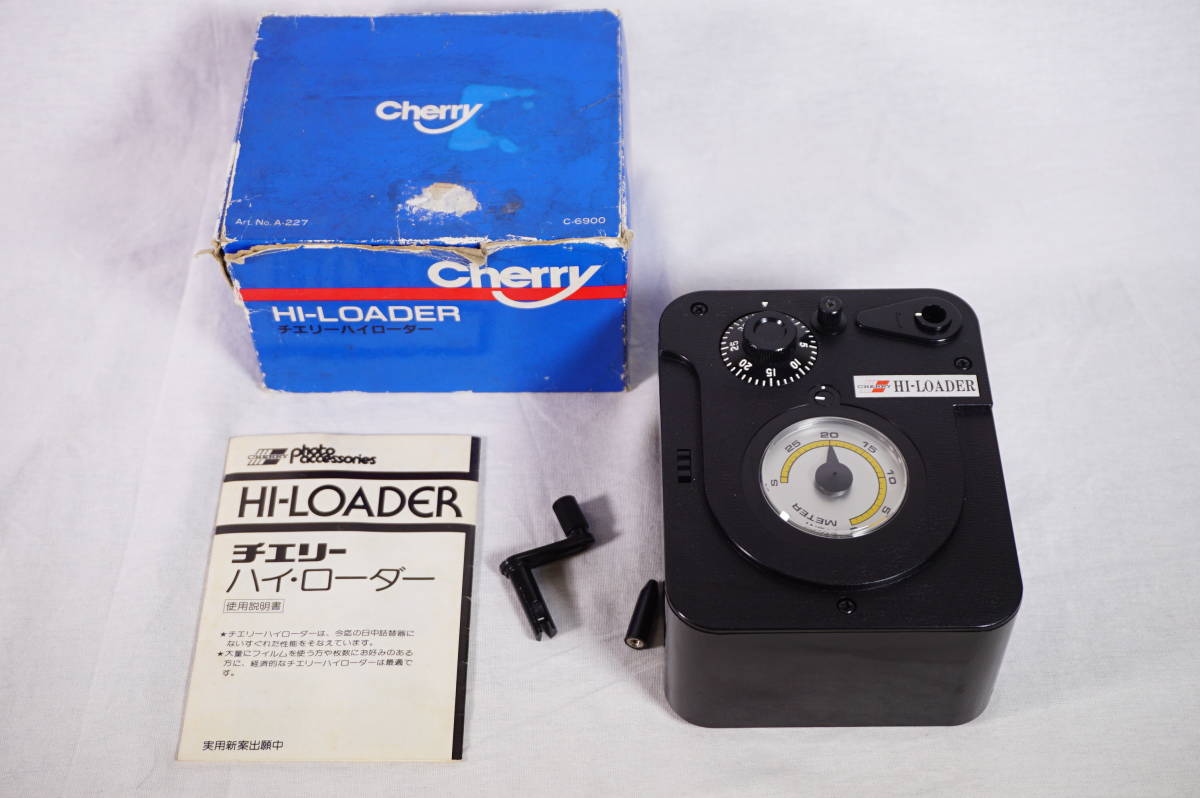 Cherry
Art. No. A-227
C-6900
Cherry
HI-LOADER
チエリーハイローダー
CHERRY
photo
accessories
HI-LOADER
チエリー
ハイ・ローダー
使用説明書
★チエリーハイローダーは、今迄の日中詰替器に
ないすぐれた性能をそなえています。
★大量にフィルムを使う方や枚数にお好みのある
方に、経済的なチエリーハイローダーは最適で
す。
実用新案出願中
25 20 15 10 5
CHERRY HI-LOADER
S 25 20 15 10 5
METER